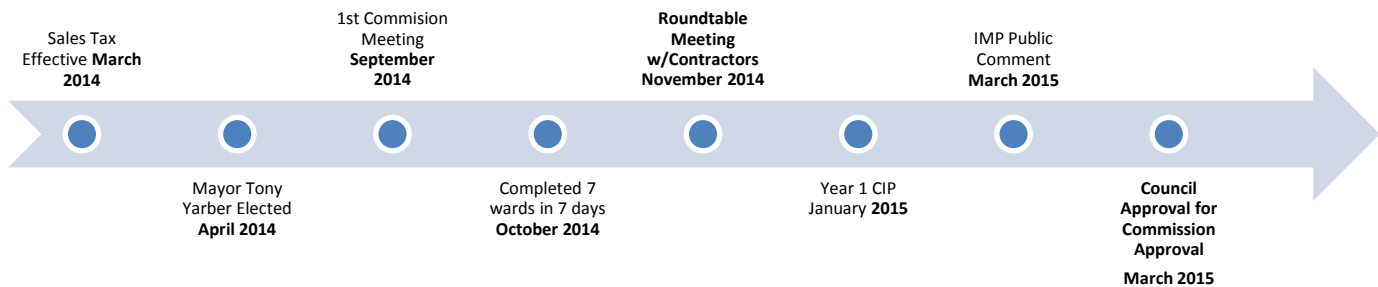 Sales Tax
Effective March
2014
Mayor Tony
Yarber Elected
April 2014
1st Commision
Meeting
September
2014
Completed 7
wards in 7 days
October 2014
Roundtable
Meeting
w/Contractors
November 2014
Year 1 CIP
January 2015
IMP Public
Comment
March 2015
Council
Approval for
Commission
Approval
March 2015